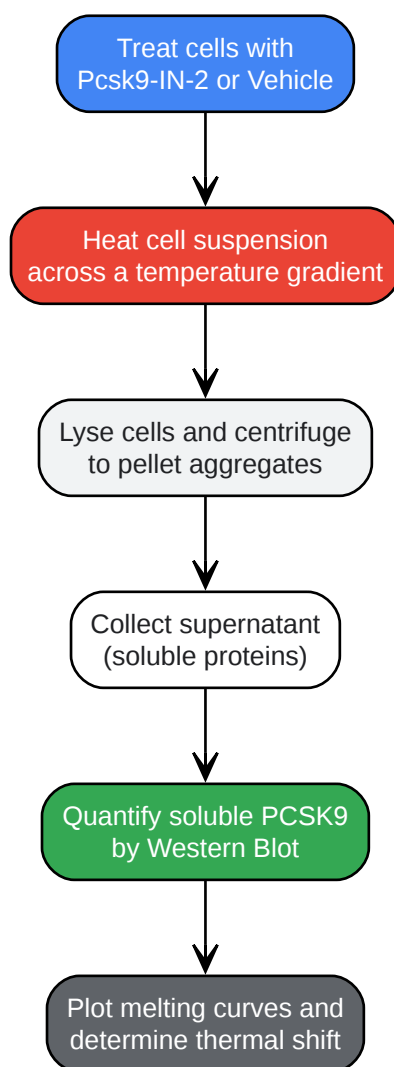 Treat cells with
Pcsk9-IN-2 or Vehicle
Heat cell suspension
across a temperature gradient
Lyse cells and centrifuge
to pellet aggregates
Collect supernatant
(soluble proteins)
Quantify soluble PCSK9
by Western Blot
Plot melting curves and
determine thermal shift